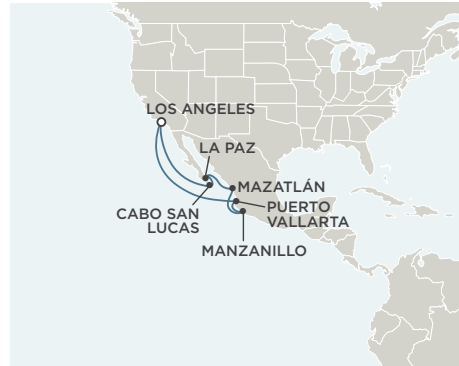 LOS ANGELES
LA PAZ
MAZATLÁN
PUERTO
VALLARTA
CABO SAN
LUCAS
MANZANILLO